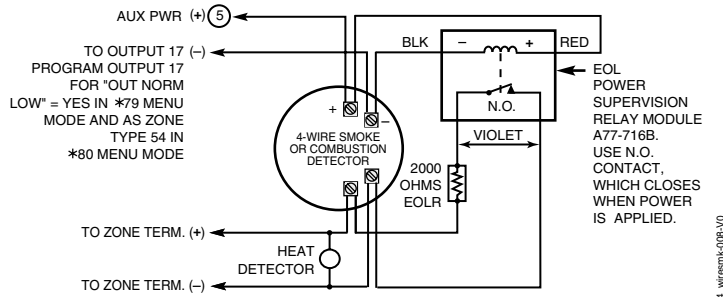 AUX PWR (+) 5
TO OUTPUT 17 (–)
PROGRAM OUTPUT 17
FOR "OUT NORM
LOW" = YES IN *79 MENU
MODE AND AS ZONE
TYPE 54 IN
*80 MENU MODE
BLK – + RED
N.O.
VIOLET
EOL
POWER
SUPERVISION
RELAY MODULE
A77-716B.
USE N.O.
CONTACT,
WHICH CLOSES
WHEN POWER
IS APPLIED.
+ –
4-WIRE SMOKE
OR COMBUSTION
DETECTOR
2000
OHMS
EOLR
TO ZONE TERM. (+)
HEAT
DETECTOR
TO ZONE TERM. (–)